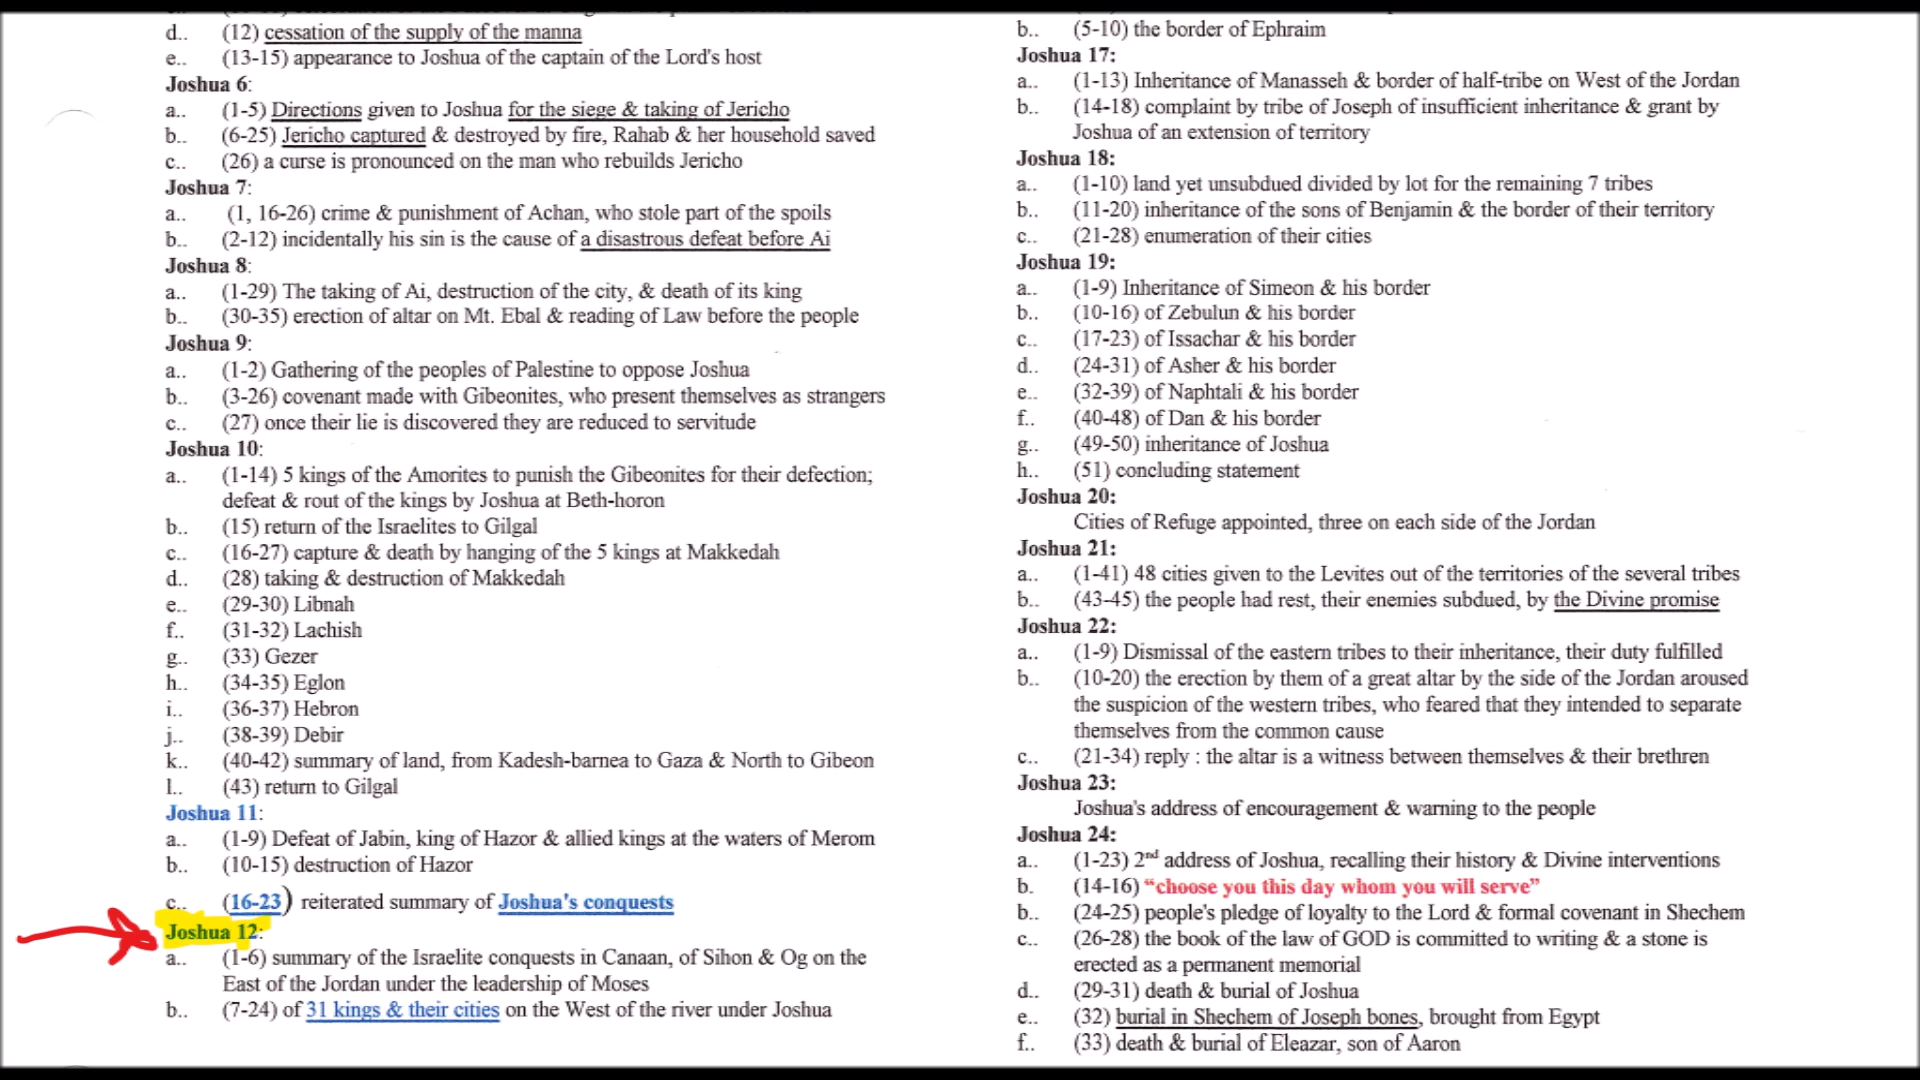 d.. (12) cessation of the supply of the manna
e.. (13-15) appearance to Joshua of the captain of the Lord's host
Joshua 6:
a.. (1-5) Directions given to Joshua for the siege & taking of Jericho
b.. (6-25) Jericho captured & destroyed by fire, Rahab & her household saved
c.. (26) a curse is pronounced on the man who rebuilds Jericho
Joshua 7:
a.. (1, 16-26) crime & punishment of Achan, who stole part of the spoils
b.. (2-12) incidentally his sin is the cause of a disastrous defeat before Ai
Joshua 8:
a.. (1-29) The taking of Ai, destruction of the city, & death of its king
b.. (30-35) erection of altar on Mt. Ebal & reading of Law before the people
Joshua 9:
a.. (1-2) Gathering of the peoples of Palestine to oppose Joshua
b.. (3-26) covenant made with Gibeonites, who present themselves as strangers
c.. (27) once their lie is discovered they are reduced to servitude
Joshua 10:
a.. (1-14) 5 kings of the Amorites to punish the Gibeonites for their defection;
defeat & rout of the kings by Joshua at Beth-horon
b.. (15) return of the Israelites to Gilgal
c.. (16-27) capture & death by hanging of the 5 kings at Makkedah
d.. (28) taking & destruction of Makkedah
e.. (29-30) Libnah
f.. (31-32) Lachish
g.. (33) Gezer
h.. (34-35) Eglon
i.. (36-37) Hebron
j.. (38-39) Debir
k.. (40-42) summary of land, from Kadesh-barnea to Gaza & North to Gibeon
l.. (43) return to Gilgal
Joshua 11:
a.. (1-9) Defeat of Jabin, king of Hazor & allied kings at the waters of Merom
b.. (10-15) destruction of Hazor
c.. (16-23) reiterated summary of Joshua's conquests
Joshua 12:
a.. (1-6) summary of the Israelite conquests in Canaan, of Sihon & Og on the
East of the Jordan under the leadership of Moses
b.. (7-24) of 31 kings & their cities on the West of the river under Joshua
b.. (5-10) the border of Ephraim
Joshua 17:
a.. (1-13) Inheritance of Manasseh & border of half-tribe on West of the Jordan
b.. (14-18) complaint by tribe of Joseph of insufficient inheritance & grant by
Joshua of an extension of territory
Joshua 18:
a.. (1-10) land yet unsubdued divided by lot for the remaining 7 tribes
b.. (11-20) inheritance of the sons of Benjamin & the border of their territory
c.. (21-28) enumeration of their cities
Joshua 19:
a.. (1-9) Inheritance of Simeon & his border
b.. (10-16) of Zebulun & his border
c.. (17-23) of Issachar & his border
d.. (24-31) of Asher & his border
e.. (32-39) of Naphtali & his border
f.. (40-48) of Dan & his border
g.. (49-50) inheritance of Joshua
h.. (51) concluding statement
Joshua 20:
Cities of Refuge appointed, three on each side of the Jordan
Joshua 21:
a.. (1-41) 48 cities given to the Levites out of the territories of the several tribes
b.. (43-45) the people had rest, their enemies subdued, by the Divine promise
Joshua 22:
a.. (1-9) Dismissal of the eastern tribes to their inheritance, their duty fulfilled
b.. (10-20) the erection by them of a great altar by the side of the Jordan aroused
the suspicion of the western tribes, who feared that they intended to separate
themselves from the common cause
c.. (21-34) reply : the altar is a witness between themselves & their brethren
Joshua 23:
Joshua's address of encouragement & warning to the people
Joshua 24:
a.. (1-23) 2nd address of Joshua, recalling their history & Divine interventions
b. (14-16) “choose you this day whom you will serve”
b.. (24-25) people's pledge of loyalty to the Lord & formal covenant in Shechem
c.. (26-28) the book of the law of GOD is committed to writing & a stone is
erected as a permanent memorial
d.. (29-31) death & burial of Joshua
e.. (32) burial in Shechem of Joseph bones, brought from Egypt
f.. (33) death & burial of Eleazar, son of Aaron